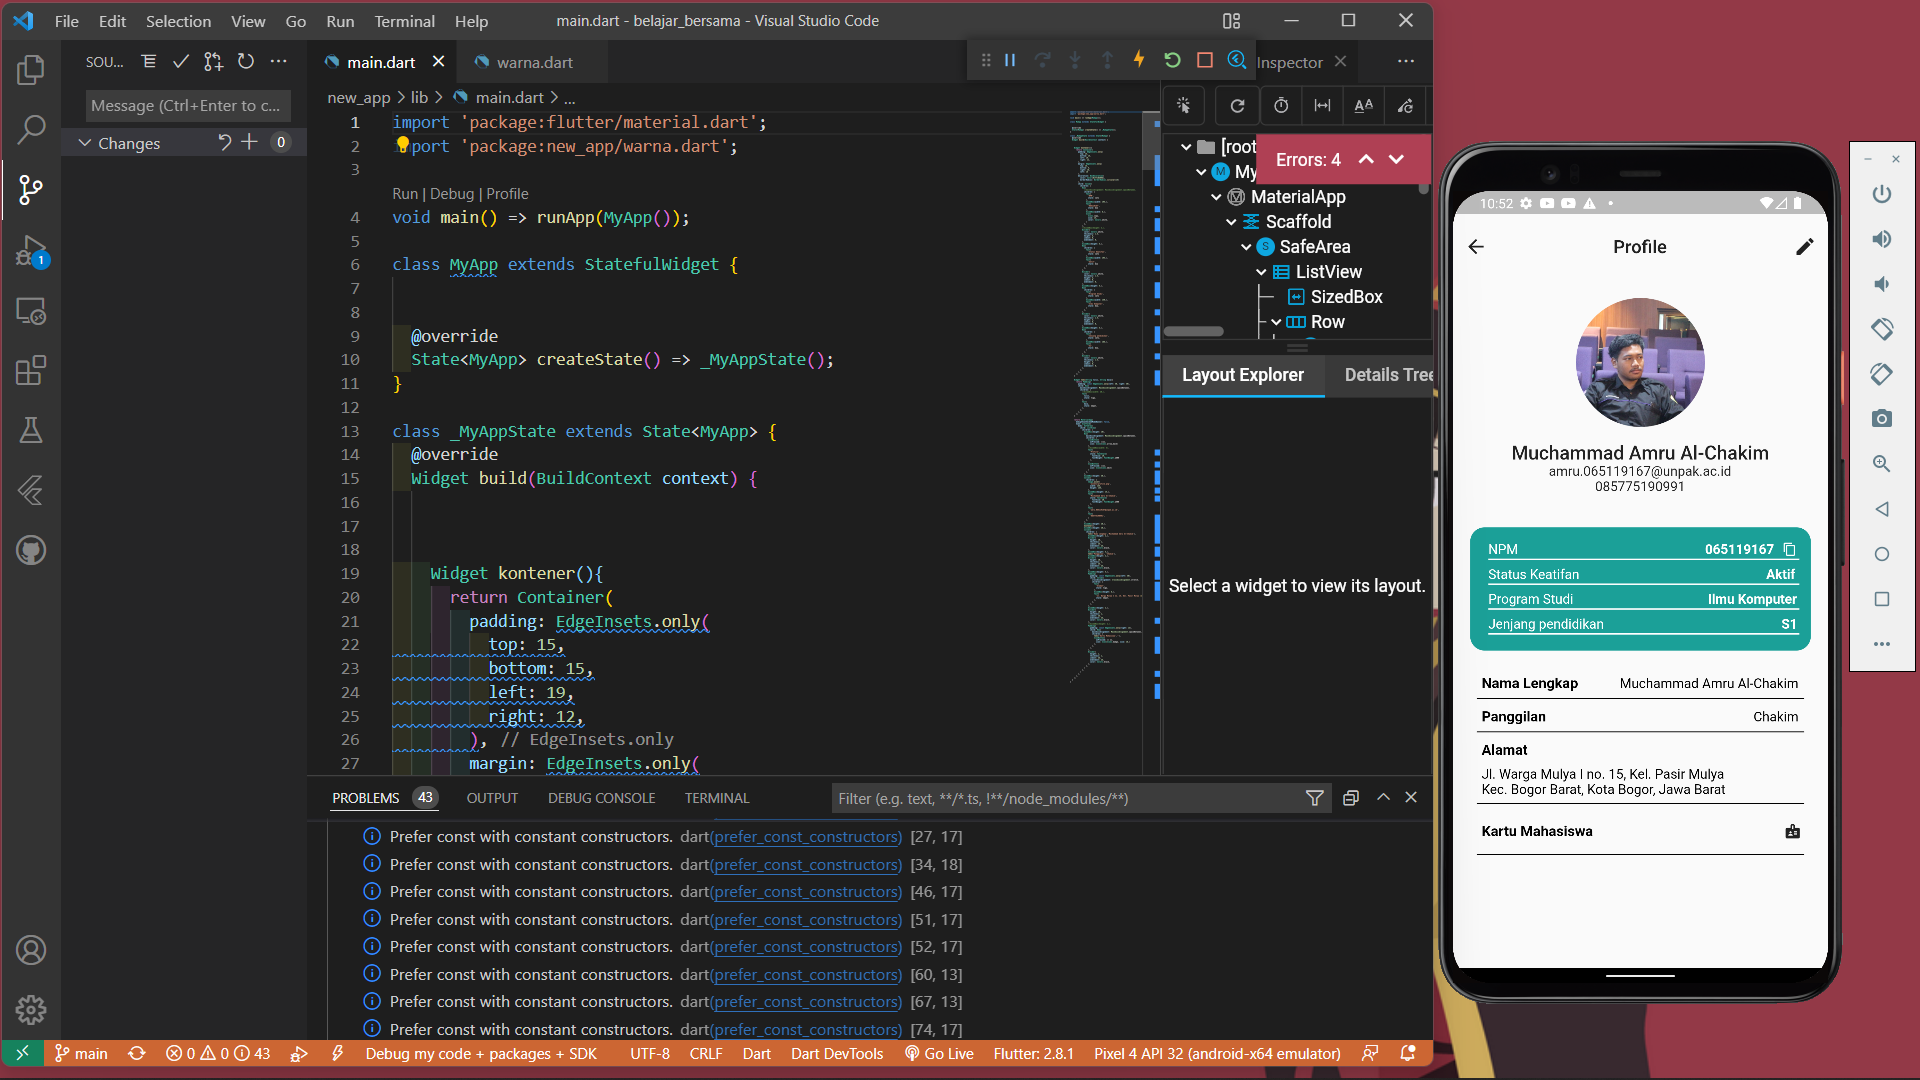 File Edit Selection View Go Run Terminal Help
main.dart - belajar_bersama - Visual Studio Code
SOU...
Message (Ctrl+Enter to c...
Changes 0
main.dart
warna.dart
Inspector
new_app > lib > main.dart > ...
1 import 'package:flutter/material.dart';
2 import 'package:new_app/warna.dart';
3
Run | Debug | Profile
4 void main() => runApp(MyApp());
5
6 class MyApp extends StatefulWidget {
7
8
9 @override
10 State<MyApp> createState() => _MyAppState();
11 }
12
13 class _MyAppState extends State<MyApp> {
14 @override
15 Widget build(BuildContext context) {
16
17
18
19 Widget kontener(){
20 return Container(
21 padding: EdgeInsets.only(
22 top: 15,
23 bottom: 15,
24 left: 19,
25 right: 12,
26 ), // EdgeInsets.only
27 margin: EdgeInsets.only(
[root
Errors: 4
My
MaterialApp
Scaffold
SafeArea
ListView
SizedBox
Row
Layout Explorer
Details Tree
Select a widget to view its layout.
PROBLEMS 43 OUTPUT DEBUG CONSOLE TERMINAL
Filter (e.g. text, **/*.ts, !**/node_modules/**)
Prefer const with constant constructors. dart(prefer_const_constructors) [27, 17]
Prefer const with constant constructors. dart(prefer_const_constructors) [34, 18]
Prefer const with constant constructors. dart(prefer_const_constructors) [46, 17]
Prefer const with constant constructors. dart(prefer_const_constructors) [51, 17]
Prefer const with constant constructors. dart(prefer_const_constructors) [52, 17]
Prefer const with constant constructors. dart(prefer_const_constructors) [60, 13]
Prefer const with constant constructors. dart(prefer_const_constructors) [67, 13]
Prefer const with constant constructors. dart(prefer_const_constructors) [74, 17]
1
main 0 0 43 Debug my code + packages + SDK UTF-8 CRLF Dart Dart DevTools Go Live Flutter: 2.8.1 Pixel 4 API 32 (android-x64 emulator)
10:52
Profile
Muchammad Amru Al-Chakim
amru.065119167@unpak.ac.id
085775190991
NPM 065119167
Status Keatifan Aktif
Program Studi Ilmu Komputer
Jenjang pendidikan S1
Nama Lengkap Muchammad Amru Al-Chakim
Panggilan Chakim
Alamat
Jl. Warga Mulya I no. 15, Kel. Pasir Mulya
Kec. Bogor Barat, Kota Bogor, Jawa Barat
Kartu Mahasiswa